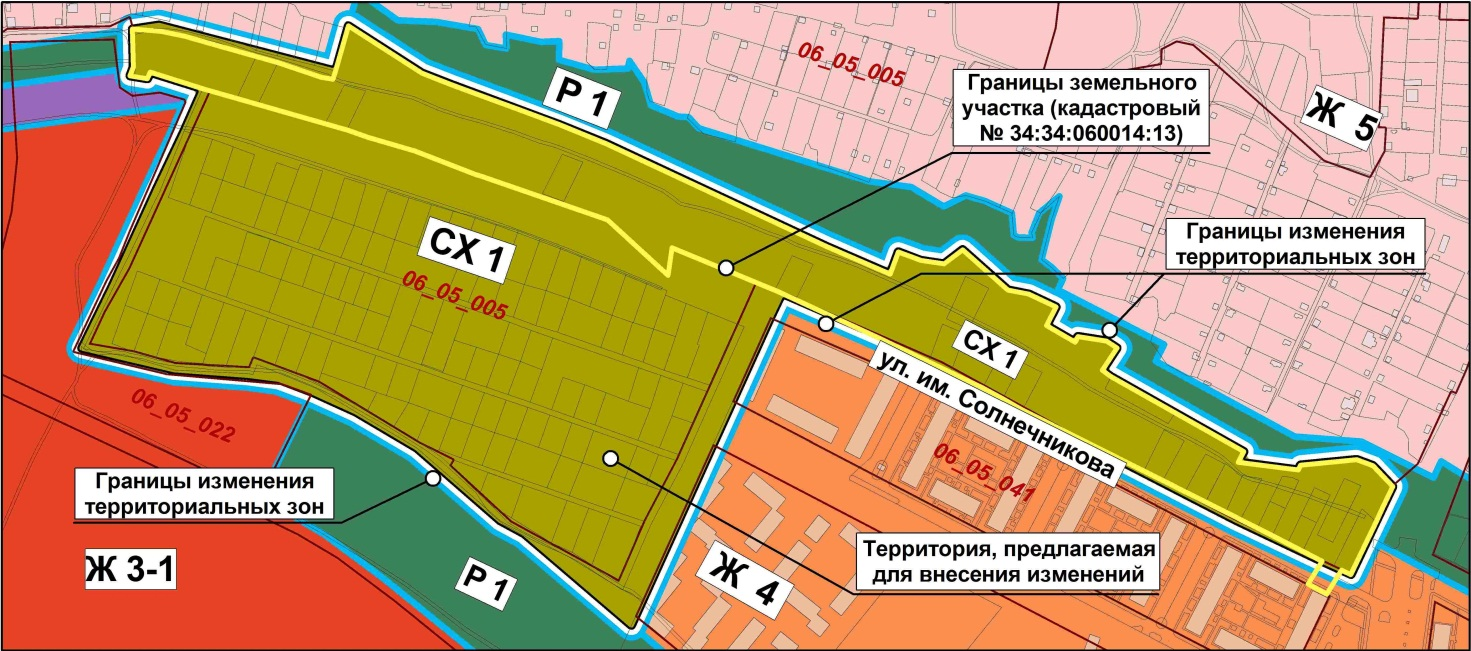 06_05_005
Р 1
Границы земельного
участка (кадастровый
№ 34:34:060014:13)
Ж 5
СХ 1
06_05_005
Границы изменения
территориальных зон
СХ 1
ул. им. Солнечникова
06_05_022
06_05_041
Границы изменения
территориальных зон
Ж 3-1
Р 1
Ж 4
Территория, предлагаемая
для внесения изменений